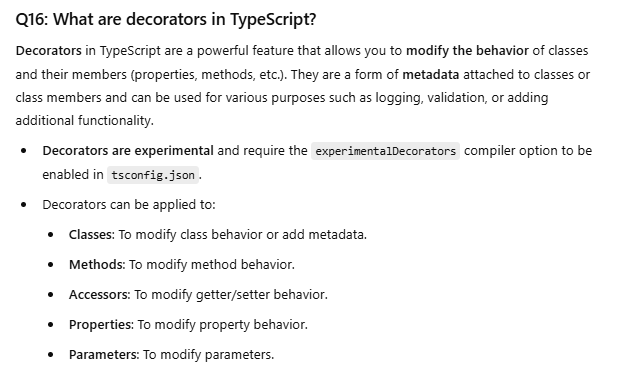 Q16: What are decorators in TypeScript?
Decorators in TypeScript are a powerful feature that allows you to modify the behavior of classes
and their members (properties, methods, etc.). They are a form of metadata attached to classes or
class members and can be used for various purposes such as logging, validation, or adding
additional functionality.
• Decorators are experimental and require the experimentalDecorators compiler option to be
enabled in tsconfig.json.
• Decorators can be applied to:
• Classes: To modify class behavior or add metadata.
• Methods: To modify method behavior.
• Accessors: To modify getter/setter behavior.
• Properties: To modify property behavior.
• Parameters: To modify parameters.